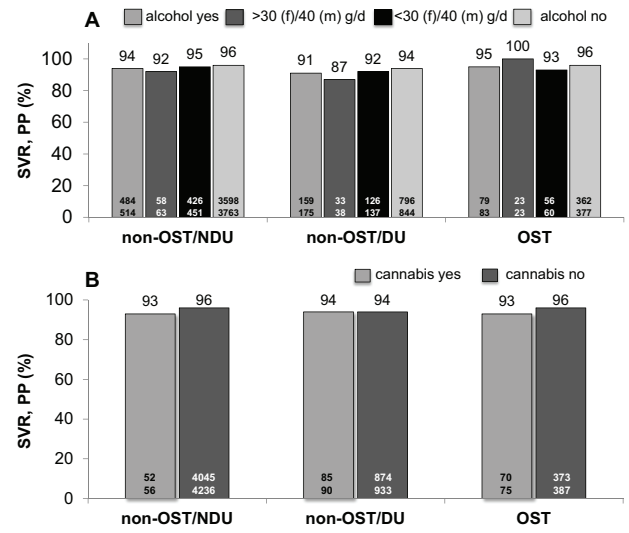 A
alcohol yes >30 (f)/40 (m) g/d <30 (f)/40 (m) g/d alcohol no
SVR, PP (%)
100
80
60
40
20
0
94 92 95 96 91 87 92 94 95 100 93 96
484 58 426 3598 159 33 126 796 79 23 56 362
514 63 451 3763 175 38 137 844 83 23 60 377
non-OST/NDU non-OST/DU OST
B
cannabis yes cannabis no
SVR, PP (%)
100
80
60
40
20
0
93 96 94 94 93 96
52 4045 85 874 70 373
56 4236 90 933 75 387
non-OST/NDU non-OST/DU OST